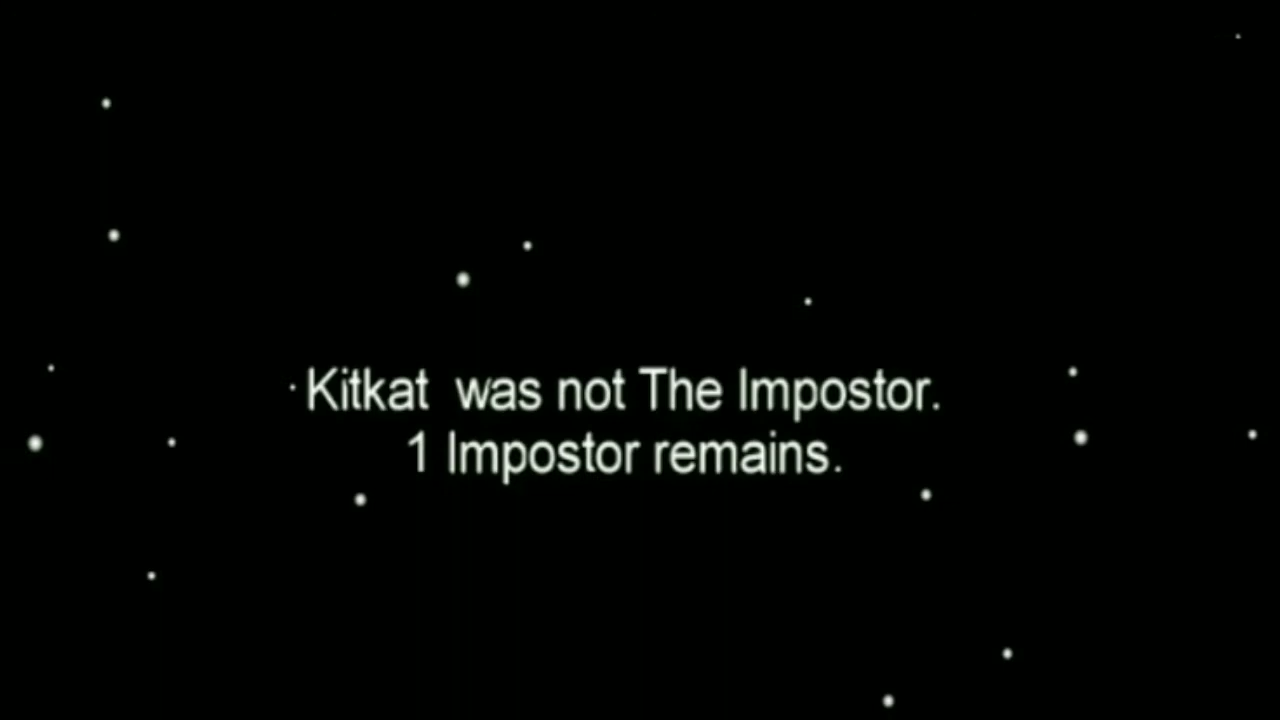 Kitkat  was not The Impostor.
1 Impostor remains.